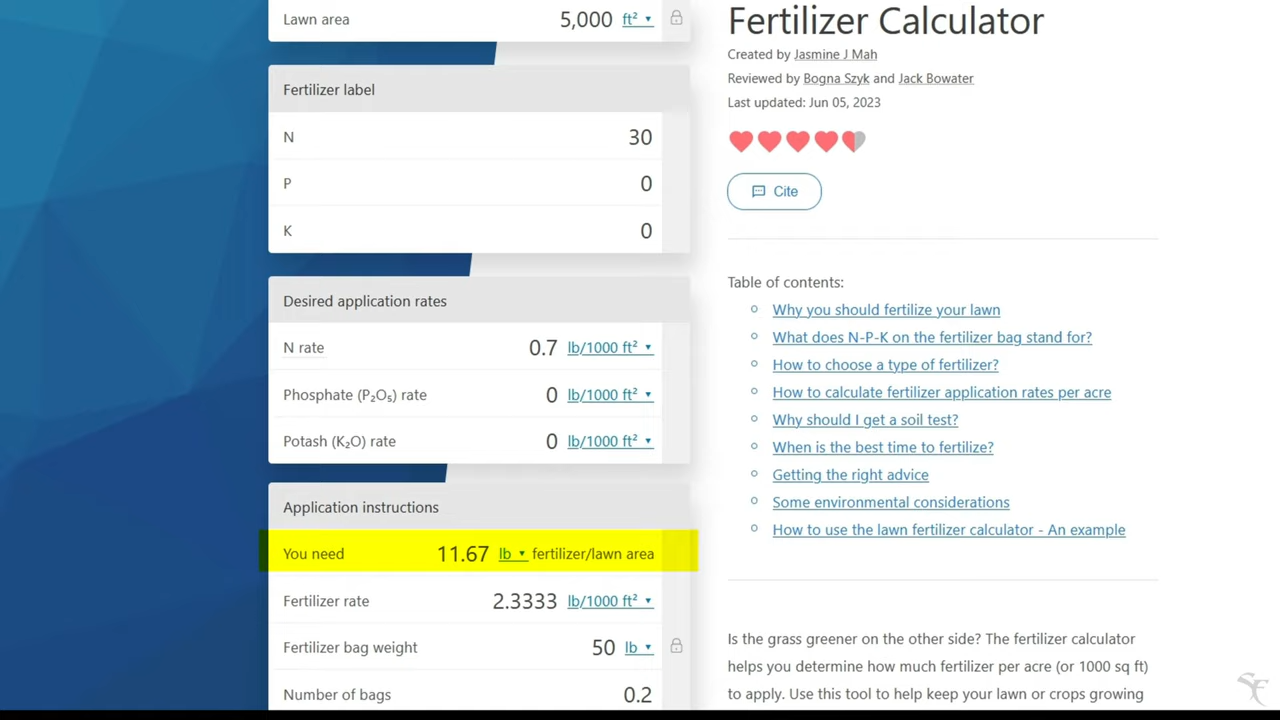 Lawn area 5,000 ft²
Fertilizer label
N 30
P 0
K 0
Desired application rates
N rate 0.7 lb/1000 ft²
Phosphate (P₂O₅) rate 0 lb/1000 ft²
Potash (K₂O) rate 0 lb/1000 ft²
Application instructions
You need 11.67 lb fertilizer/lawn area
Fertilizer rate 2.3333 lb/1000 ft²
Fertilizer bag weight 50 lb
Number of bags 0.2
Fertilizer Calculator
Created by Jasmine J Mah
Reviewed by Bogna Szyk and Jack Bowater
Last updated: Jun 05, 2023
Cite
Table of contents:
Why you should fertilize your lawn
What does N-P-K on the fertilizer bag stand for?
How to choose a type of fertilizer?
How to calculate fertilizer application rates per acre
Why should I get a soil test?
When is the best time to fertilize?
Getting the right advice
Some environmental considerations
How to use the lawn fertilizer calculator - An example
Is the grass greener on the other side? The fertilizer calculator
helps you determine how much fertilizer per acre (or 1000 sq ft)
to apply. Use this tool to help keep your lawn or crops growing